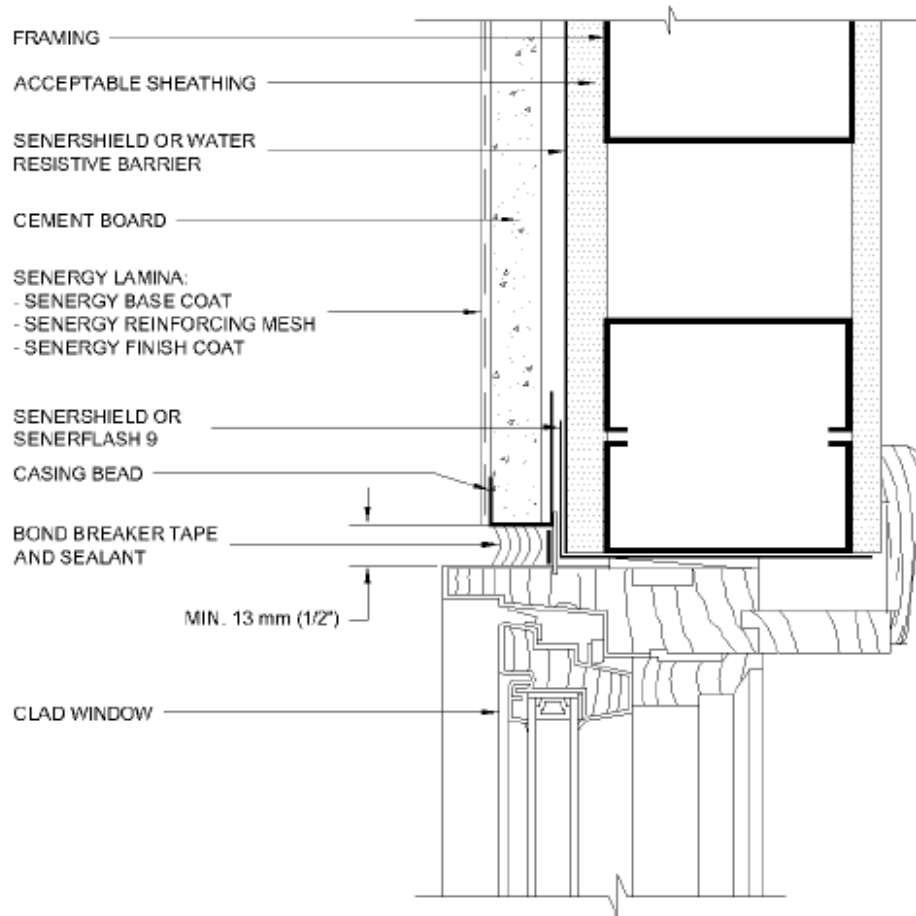 FRAMING
ACCEPTABLE SHEATHING
SENERSHIELD OR WATER
RESISTIVE BARRIER
CEMENT BOARD
SENERGY LAMINA:
- SENERGY BASE COAT
- SENERGY REINFORCING MESH
- SENERGY FINISH COAT
SENERSHIELD OR
SENERFLASH 9
CASING BEAD
BOND BREAKER TAPE
AND SEALANT
MIN. 13 mm (1/2")
CLAD WINDOW